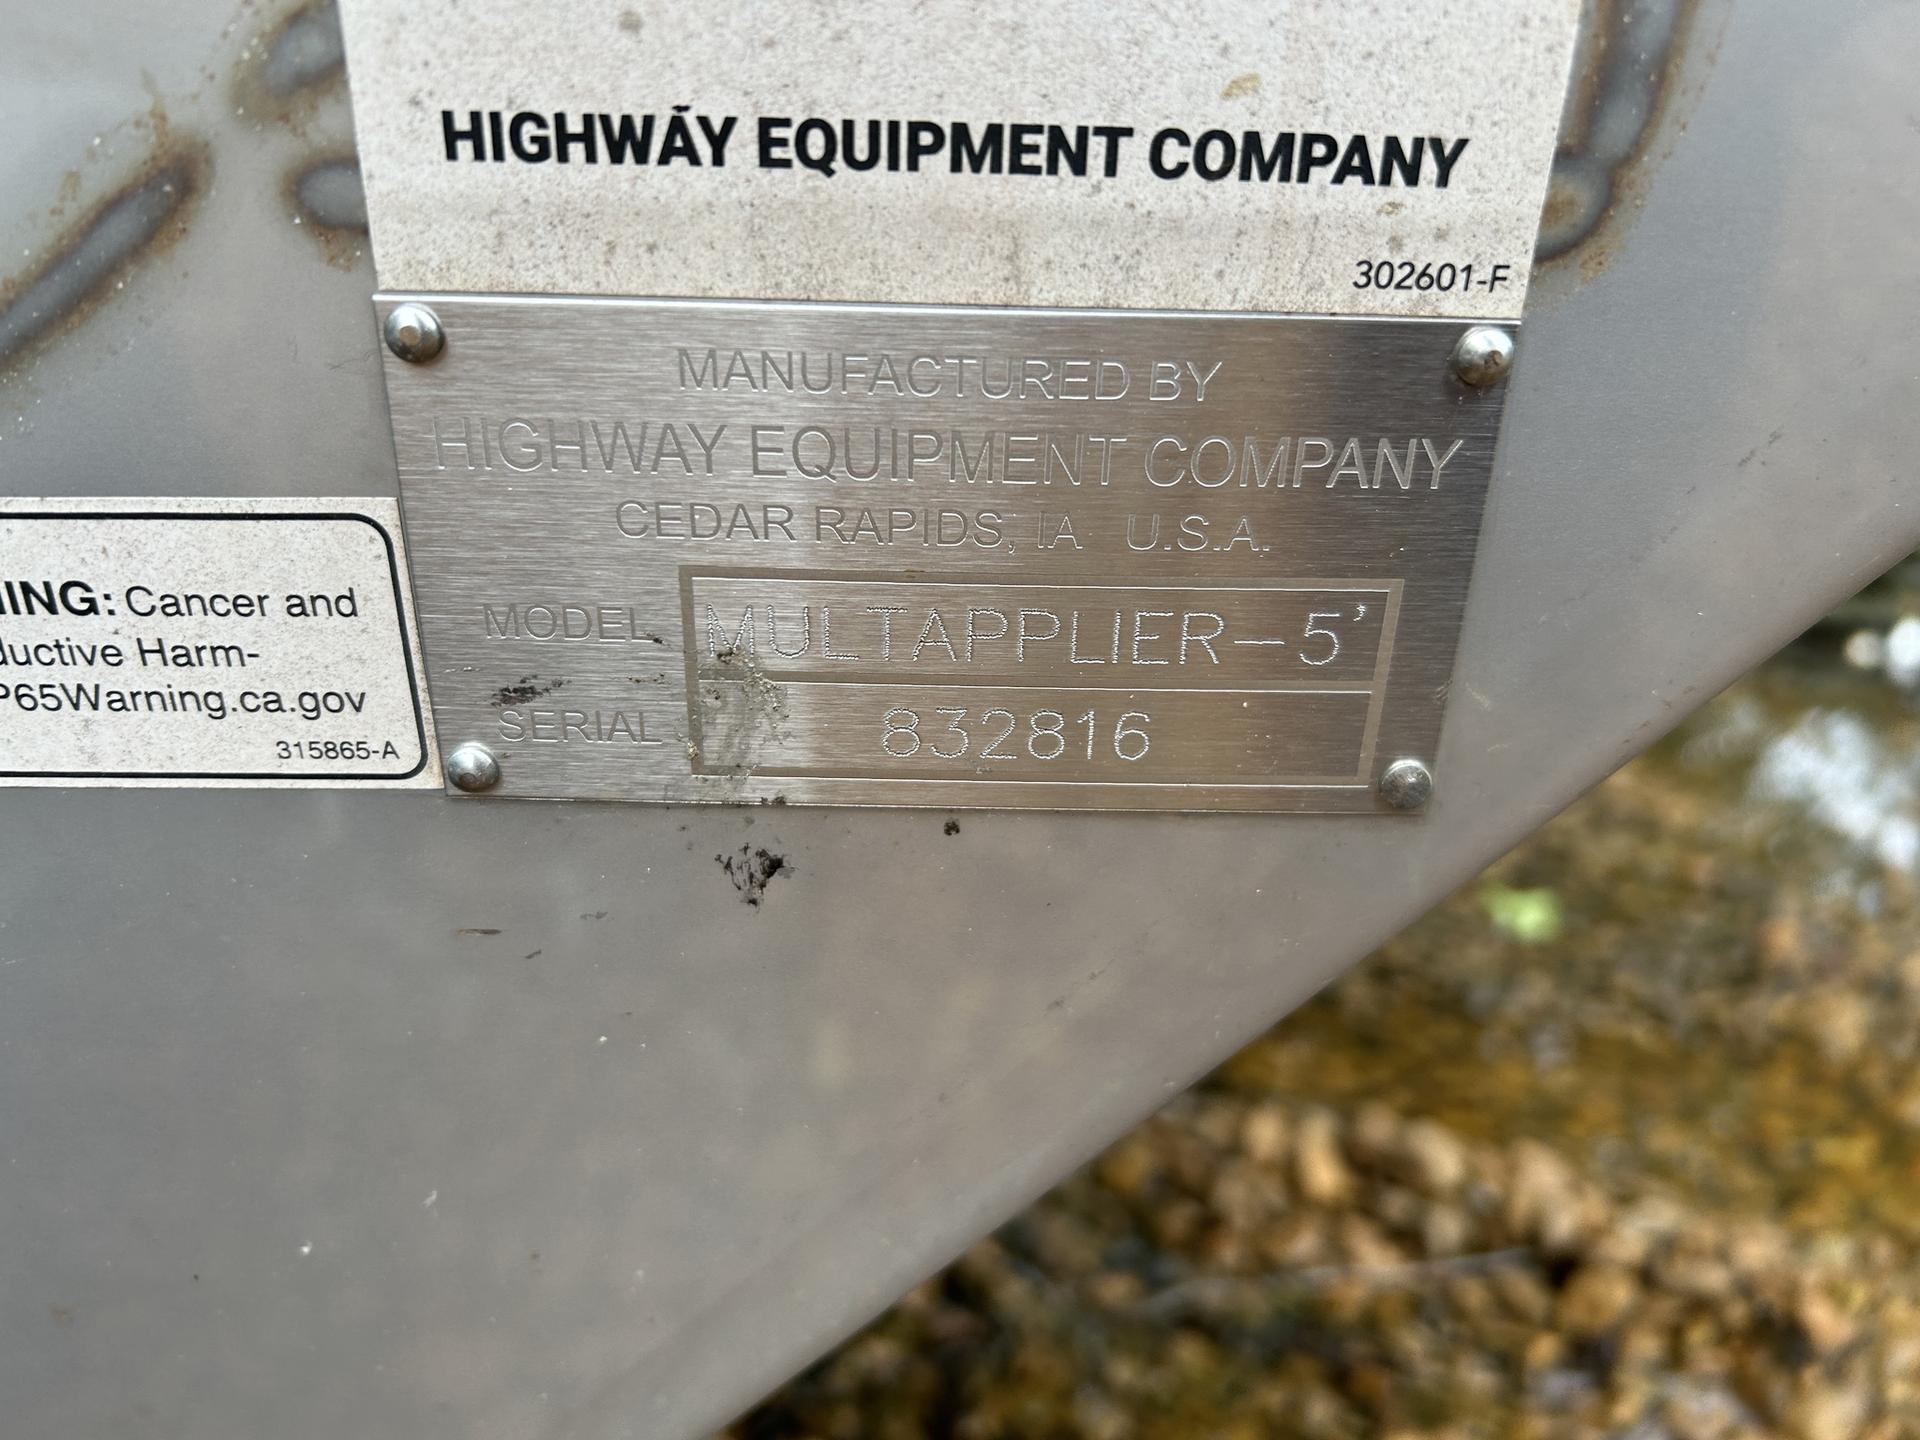 HIGHWAY EQUIPMENT COMPANY
302601-F
MANUFACTURED BY
HIGHWAY EQUIPMENT COMPANY
CEDAR RAPIDS, IA U.S.A.
MODEL MULTAPPLIER-5'
SERIAL 832816
ING: Cancer and
ductive Harm-
P65Warning.ca.gov
315865-A